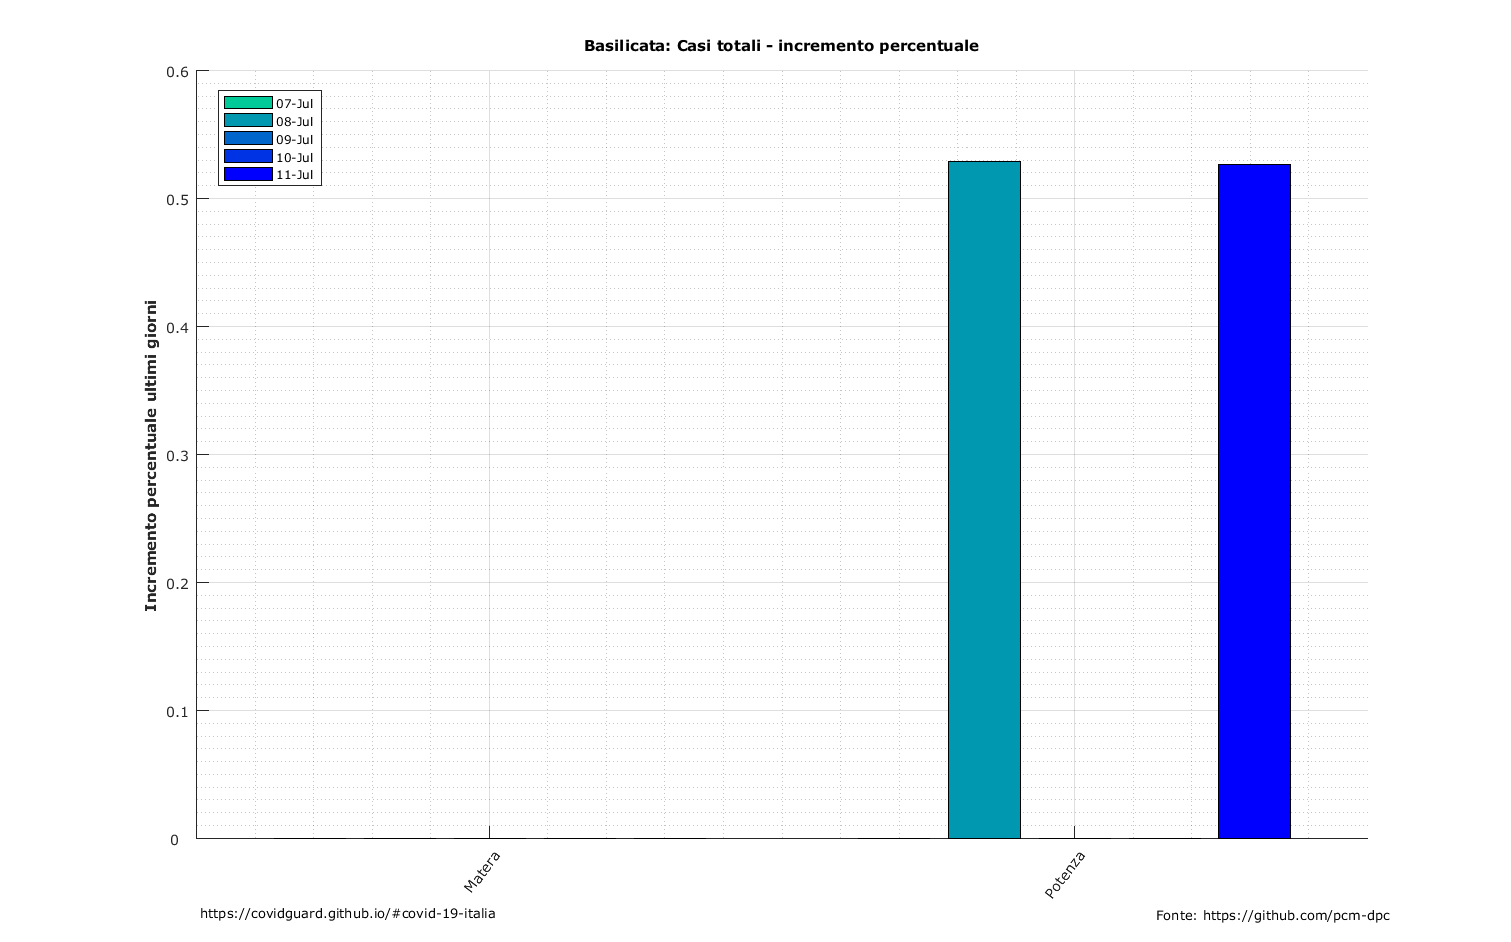 Basilicata: Casi totali - incremento percentuale
0.6
0.5
0.4
0.3
0.2
0.1
0
Incremento percentuale ultimi giorni
07-Jul
08-Jul
09-Jul
10-Jul
11-Jul
Matera
Potenza
https://covidguard.github.io/#covid-19-italia
Fonte: https://github.com/pcm-dpc